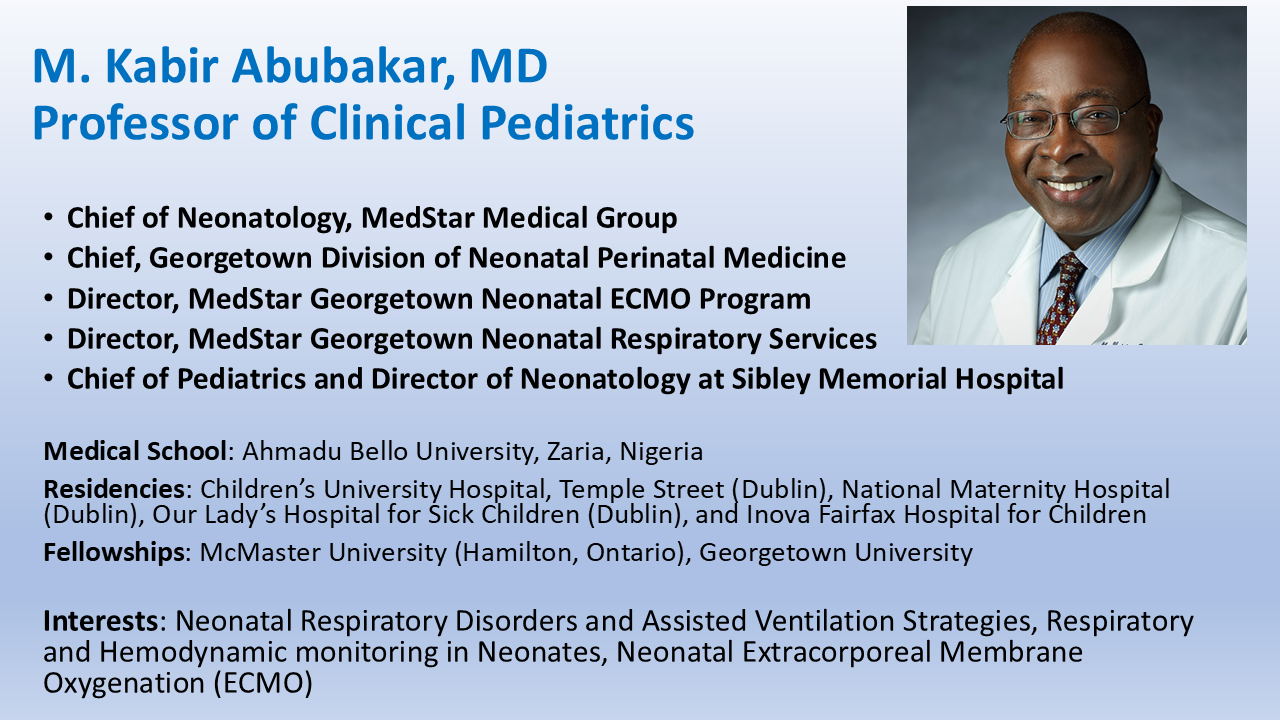 M. Kabir Abubakar, MD
Professor of Clinical Pediatrics
• Chief of Neonatology, MedStar Medical Group
• Chief, Georgetown Division of Neonatal Perinatal Medicine
• Director, MedStar Georgetown Neonatal ECMO Program
• Director, MedStar Georgetown Neonatal Respiratory Services
• Chief of Pediatrics and Director of Neonatology at Sibley Memorial Hospital
Medical School: Ahmadu Bello University, Zaria, Nigeria
Residencies: Children’s University Hospital, Temple Street (Dublin), National Maternity Hospital
(Dublin), Our Lady’s Hospital for Sick Children (Dublin), and Inova Fairfax Hospital for Children
Fellowships: McMaster University (Hamilton, Ontario), Georgetown University
Interests: Neonatal Respiratory Disorders and Assisted Ventilation Strategies, Respiratory
and Hemodynamic monitoring in Neonates, Neonatal Extracorporeal Membrane
Oxygenation (ECMO)